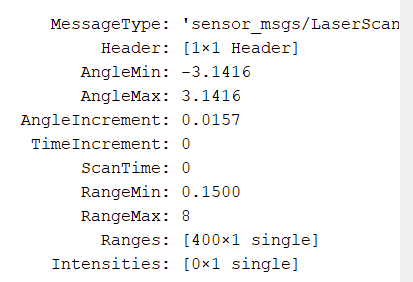 MessageType: 'sensor_msgs/LaserScan
Header: [1×1 Header]
AngleMin: -3.1416
AngleMax: 3.1416
AngleIncrement: 0.0157
TimeIncrement: 0
ScanTime: 0
RangeMin: 0.1500
RangeMax: 8
Ranges: [400×1 single]
Intensities: [0×1 single]